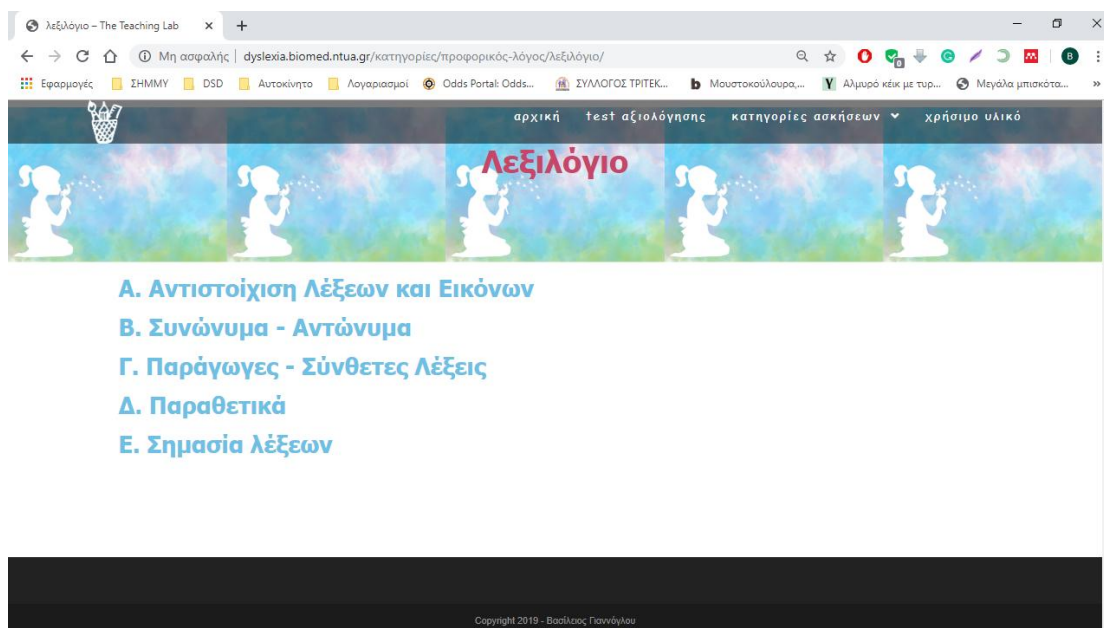 λεξιλόγιο – The Teaching Lab
Μη ασφαλής | dyslexia.biomed.ntua.gr/κατηγορίες/προφορικός-λόγος/λεξιλόγιο/
Εφαρμογές ΣΗΜΜΥ DSD Αυτοκίνητο Λογαριασμοί Odds Portal: Odds... ΣΥΛΛΟΓΟΣ ΤΡΙΤΕΚ... Μουστοκούλουρα,... Αλμυρό κέικ με τυρ... Μεγάλα μπισκότα... »
αρχική test αξιολόγησης κατηγορίες ασκήσεων χρήσιμο υλικό
Λεξιλόγιο
Α. Αντιστοίχιση Λέξεων και Εικόνων
Β. Συνώνυμα - Αντώνυμα
Γ. Παράγωγες - Σύνθετες Λέξεις
Δ. Παραθετικά
Ε. Σημασία λέξεων
Copyright 2019 - Βασίλειος Γιαννόγλου